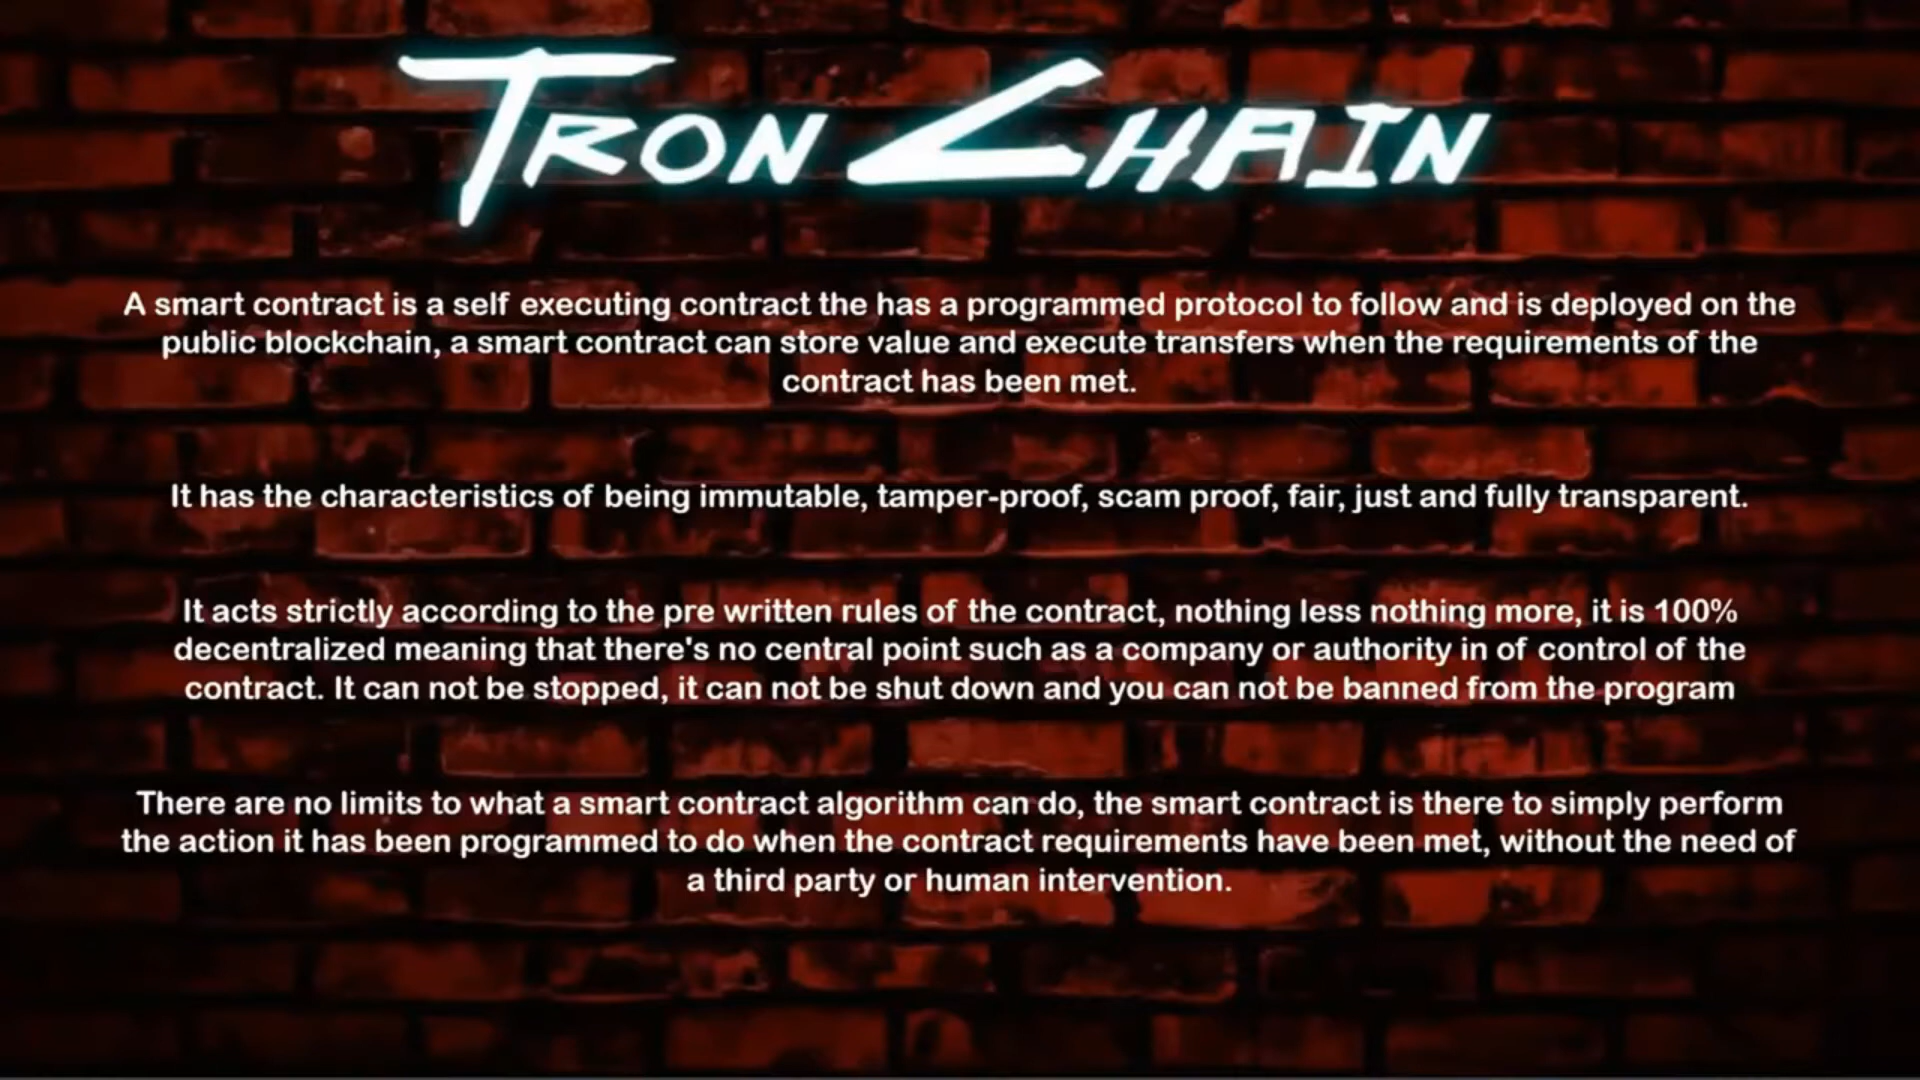 TRON CHAIN
A smart contract is a self executing contract the has a programmed protocol to follow and is deployed on the
public blockchain, a smart contract can store value and execute transfers when the requirements of the
contract has been met.
It has the characteristics of being immutable, tamper-proof, scam proof, fair, just and fully transparent.
It acts strictly according to the pre written rules of the contract, nothing less nothing more, it is 100%
decentralized meaning that there's no central point such as a company or authority in of control of the
contract. It can not be stopped, it can not be shut down and you can not be banned from the program
There are no limits to what a smart contract algorithm can do, the smart contract is there to simply perform
the action it has been programmed to do when the contract requirements have been met, without the need of
a third party or human intervention.